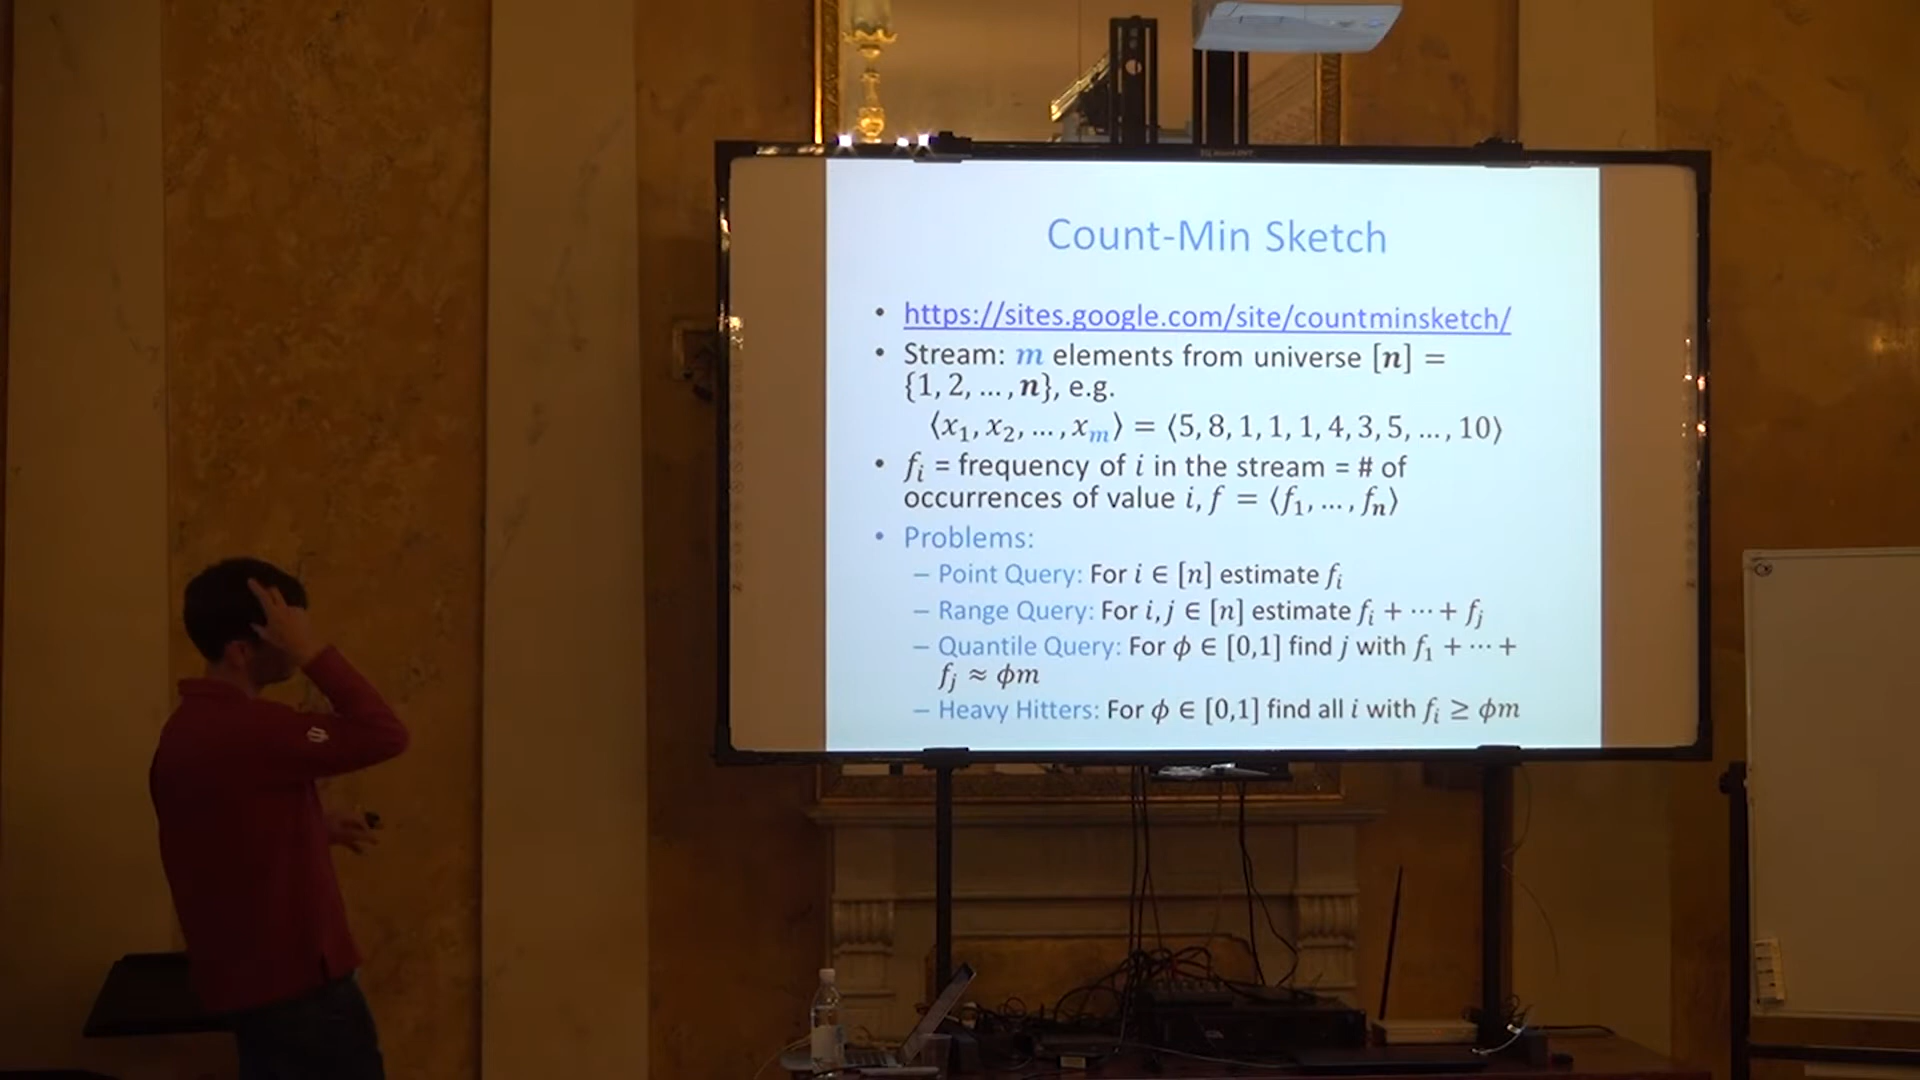 Count-Min Sketch
• https://sites.google.com/site/countminsketch/
• Stream: m elements from universe [n] =
{1, 2, … , n}, e.g.
⟨x₁, x₂, … , xₘ⟩ = ⟨5, 8, 1, 1, 1, 4, 3, 5, … , 10⟩
• fᵢ = frequency of i in the stream = # of
occurrences of value i, f = ⟨f₁, … , fₙ⟩
• Problems:
– Point Query: For i ∈ [n] estimate fᵢ
– Range Query: For i, j ∈ [n] estimate fᵢ + ⋯ + fⱼ
– Quantile Query: For ϕ ∈ [0,1] find j with f₁ + ⋯ +
fⱼ ≈ ϕm
– Heavy Hitters: For ϕ ∈ [0,1] find all i with fᵢ ≥ ϕm